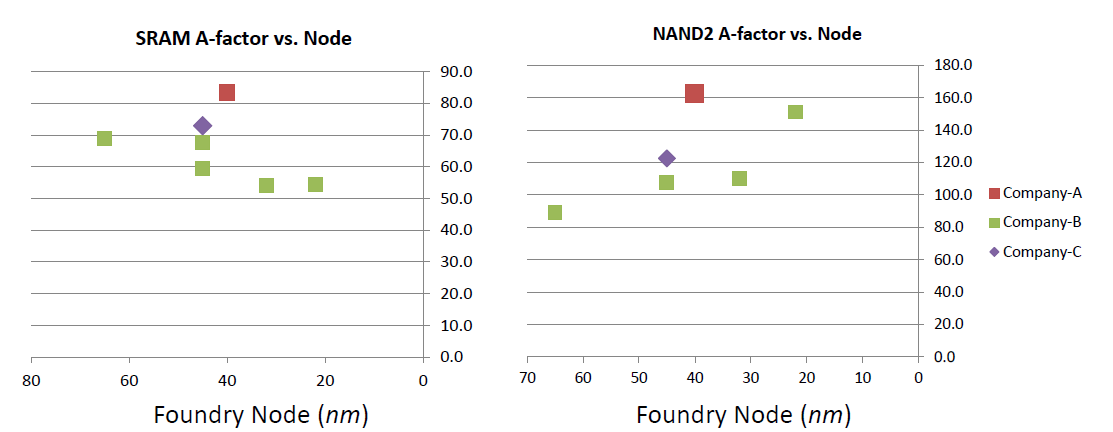 SRAM A-factor vs. Node
90.0
80.0
70.0
60.0
50.0
40.0
30.0
20.0
10.0
0.0
80 60 40 20 0
Foundry Node (nm)
NAND2 A-factor vs. Node
180.0
160.0
140.0
120.0
100.0
80.0
60.0
40.0
20.0
0.0
70 60 50 40 30 20 10 0
Foundry Node (nm)
Company-A
Company-B
Company-C